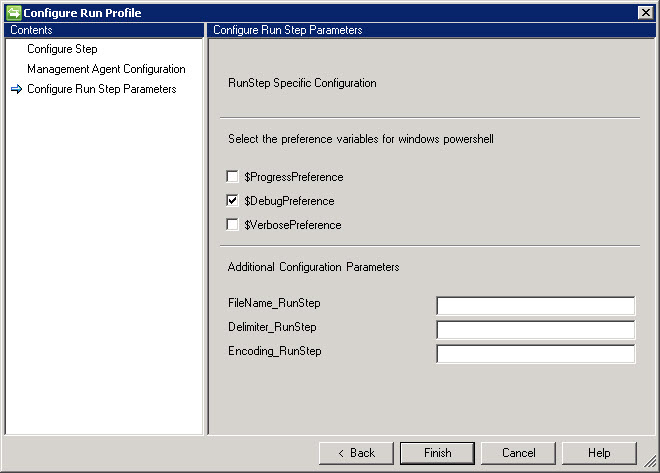 Configure Run Profile
Contents
Configure Run Step Parameters
Configure Step
Management Agent Configuration
Configure Run Step Parameters
RunStep Specific Configuration
Select the preference variables for windows powershell
$ProgressPreference
$DebugPreference
$VerbosePreference
Additional Configuration Parameters
FileName_RunStep
Delimiter_RunStep
Encoding_RunStep
< Back
Finish
Cancel
Help